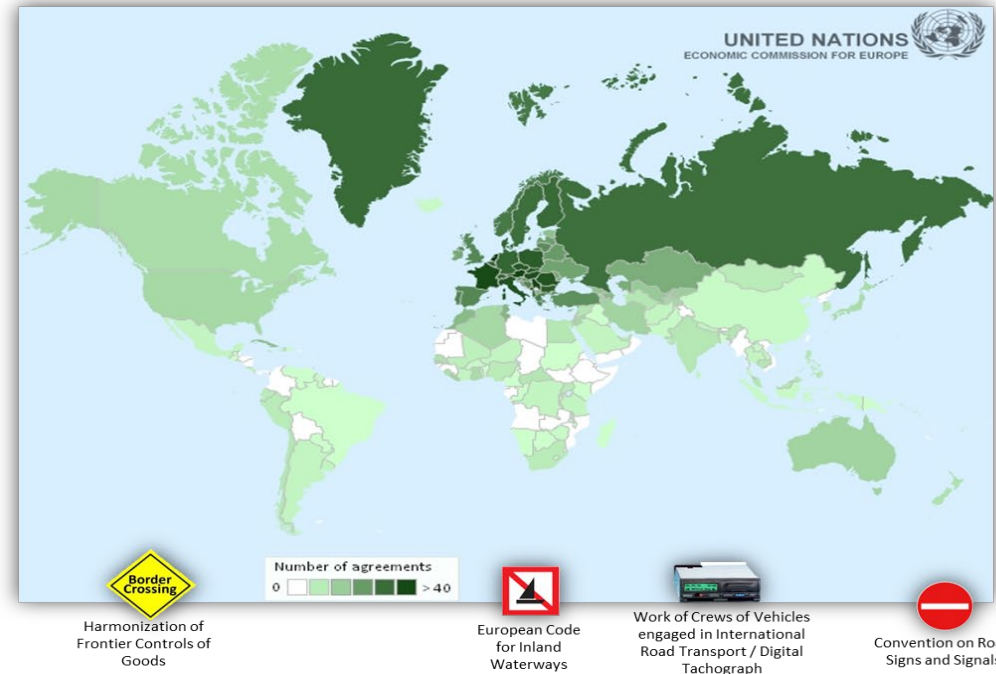 UNITED NATIONS
ECONOMIC COMMISSION FOR EUROPE
Number of agreements
0 >40
Border
Crossing
Harmonization of
Frontier Controls of
Goods
European Code
for Inland
Waterways
Work of Crews of Vehicles
engaged in International
Road Transport / Digital
Tachograph
Convention on Roa
Signs and Signals